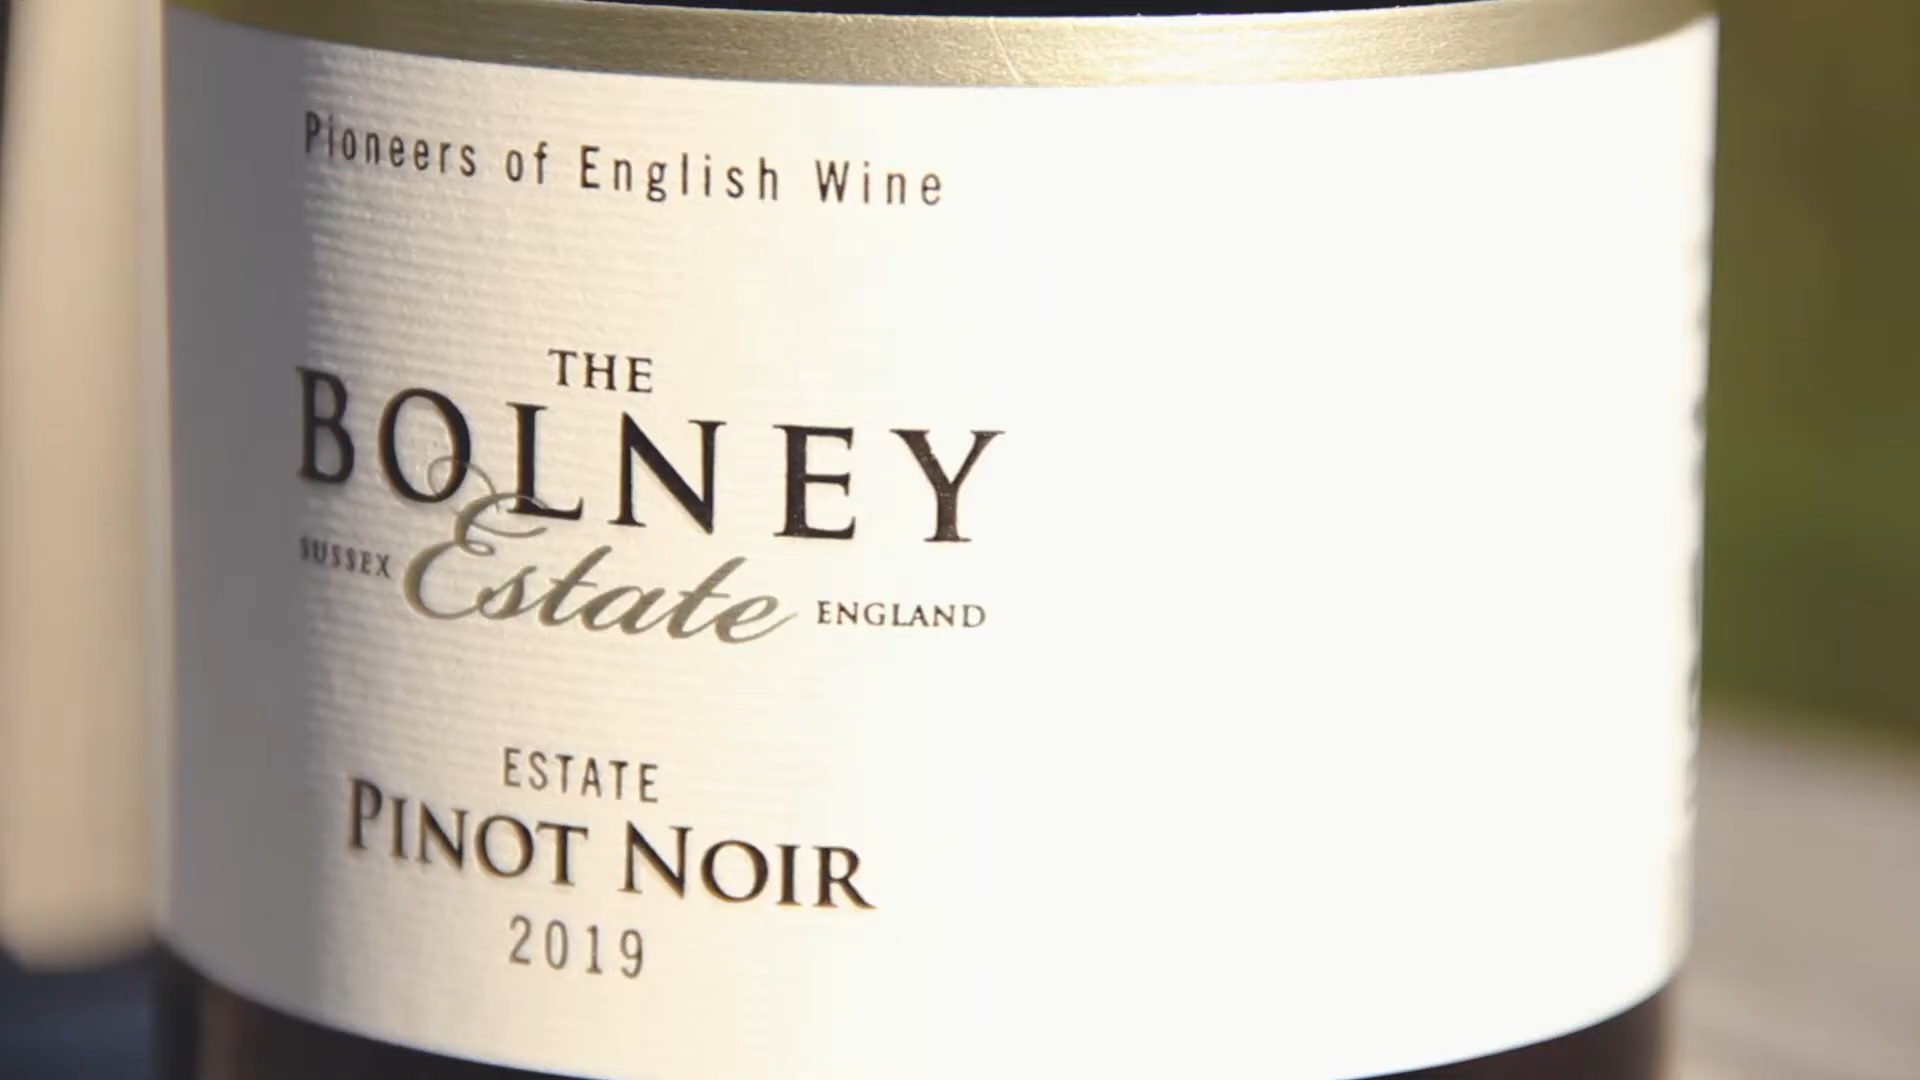 Pioneers of English Wine
THE
BOLNEY
SUSSEX Estate ENGLAND
ESTATE
PINOT NOIR
2019